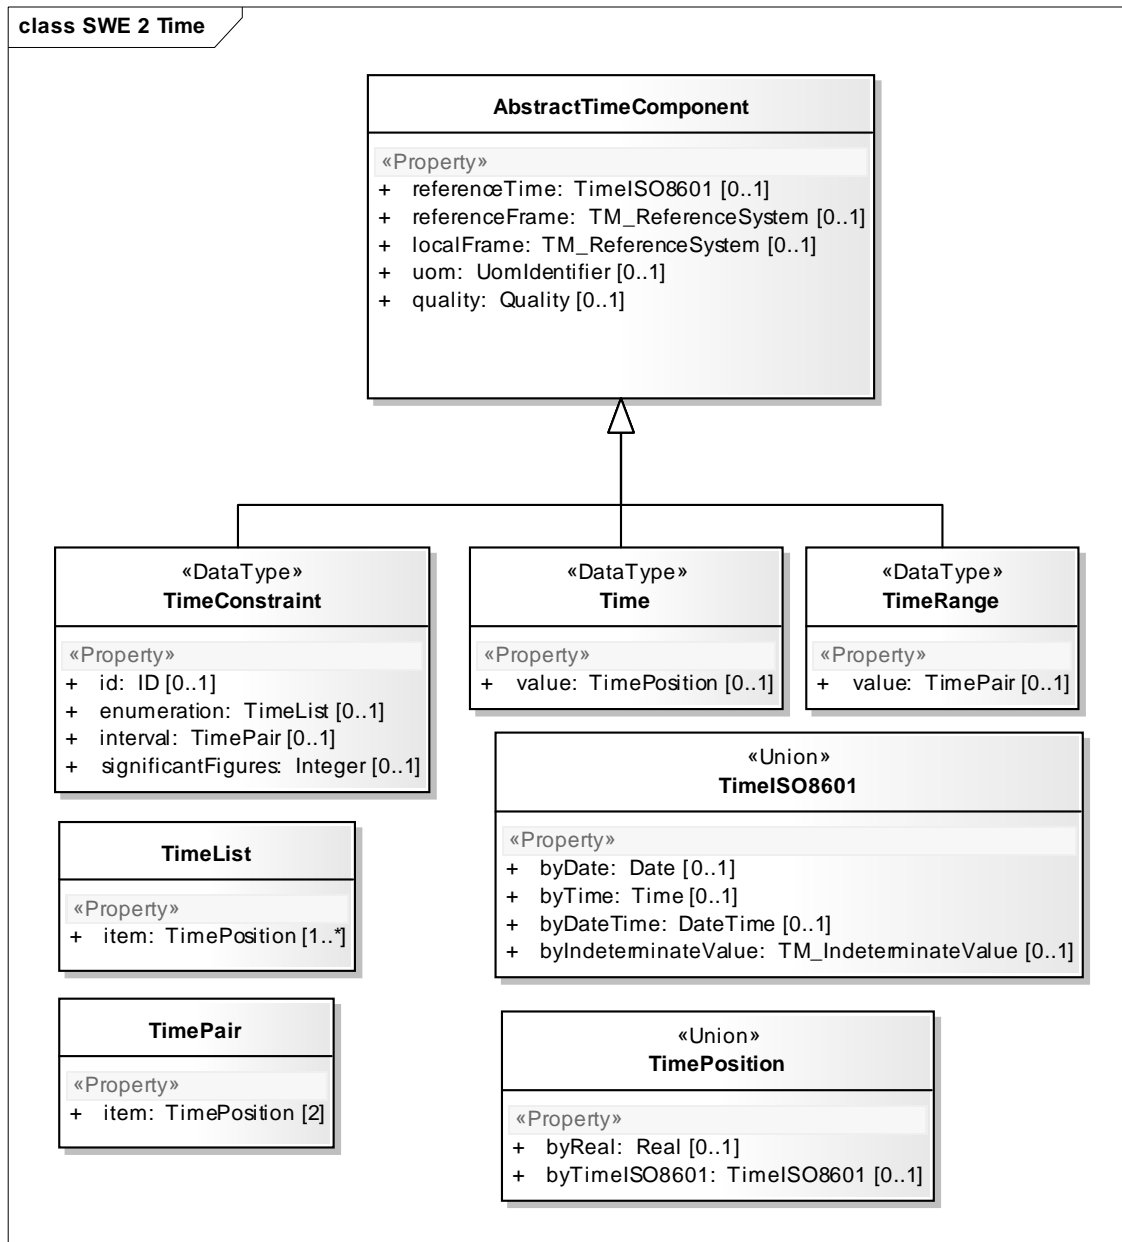 class SWE 2 Time
AbstractTimeComponent
«Property»
+ referenceTime: TimeISO8601 [0..1]
+ referenceFrame: TM_ReferenceSystem [0..1]
+ localFrame: TM_ReferenceSystem [0..1]
+ uom: UomIdentifier [0..1]
+ quality: Quality [0..1]
«DataType»
TimeConstraint
«Property»
+ id: ID [0..1]
+ enumeration: TimeList [0..1]
+ interval: TimePair [0..1]
+ significantFigures: Integer [0..1]
«DataType»
Time
«Property»
+ value: TimePosition [0..1]
«DataType»
TimeRange
«Property»
+ value: TimePair [0..1]
«Union»
TimeISO8601
«Property»
+ byDate: Date [0..1]
+ byTime: Time [0..1]
+ byDateTime: DateTime [0..1]
+ byIndeterminateValue: TM_IndeterminateValue [0..1]
TimeList
«Property»
+ item: TimePosition [1..*]
TimePair
«Property»
+ item: TimePosition [2]
«Union»
TimePosition
«Property»
+ byReal: Real [0..1]
+ byTimeISO8601: TimeISO8601 [0..1]